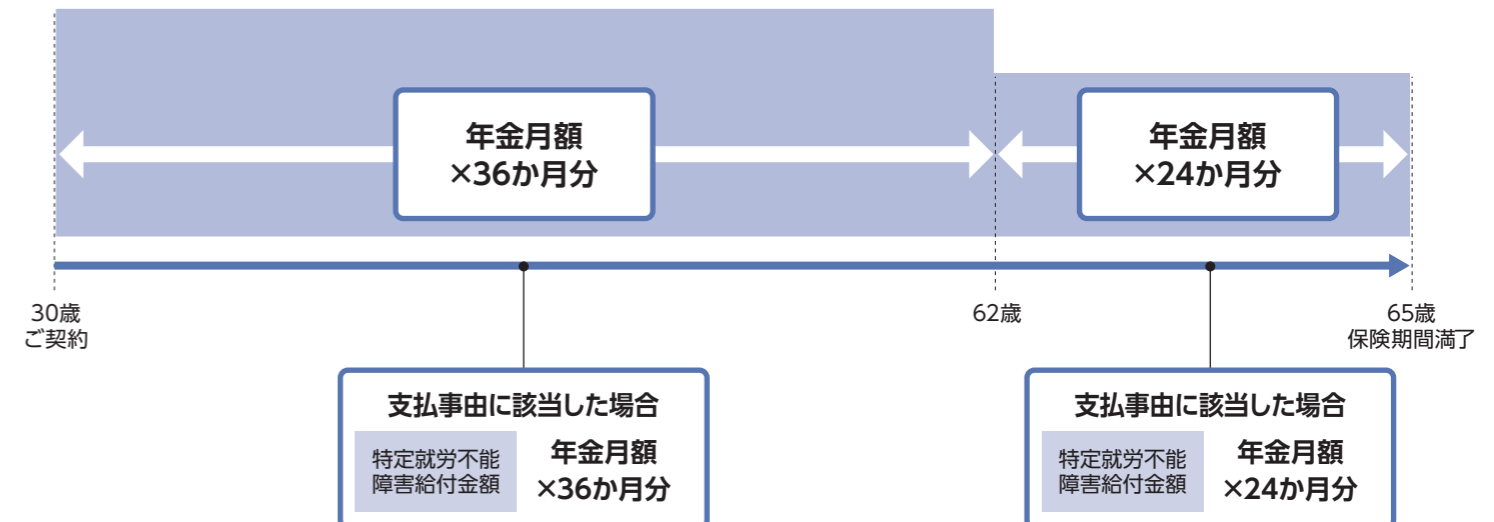 年金月額
×36か月分
年金月額
×24か月分
30歳
ご契約
62歳
65歳
保険期間満了
支払事由に該当した場合
特定就労不能
障害給付金額
年金月額
×36か月分
支払事由に該当した場合
特定就労不能
障害給付金額
年金月額
×24か月分